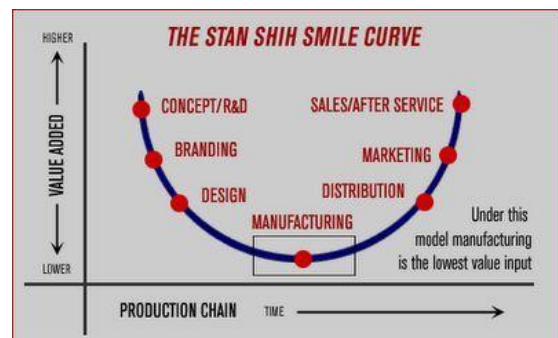 THE STAN SHIH SMILE CURVE
HIGHER
VALUE ADDED
LOWER
CONCEPT/R&D
BRANDING
DESIGN
MANUFACTURING
SALES/AFTER SERVICE
MARKETING
DISTRIBUTION
Under this
model manufacturing
is the lowest value input
PRODUCTION CHAIN TIME